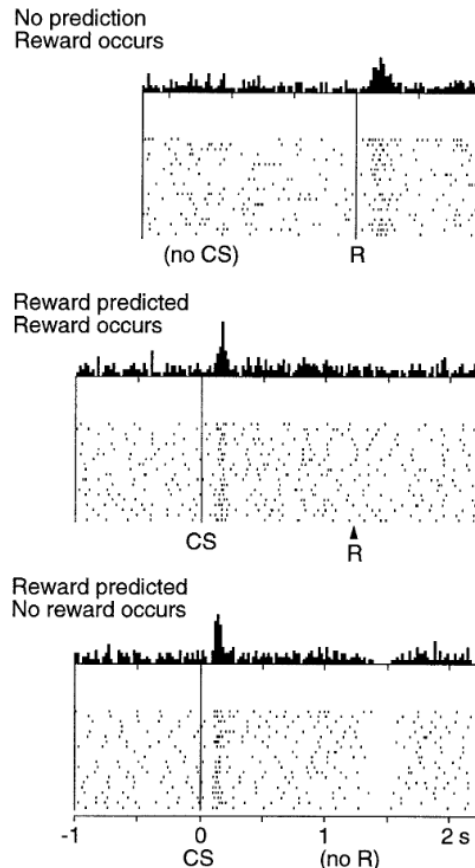 No prediction
Reward occurs
(no CS) R
Reward predicted
Reward occurs
CS
R
Reward predicted
No reward occurs
-1 0 1 2 s
CS (no R)